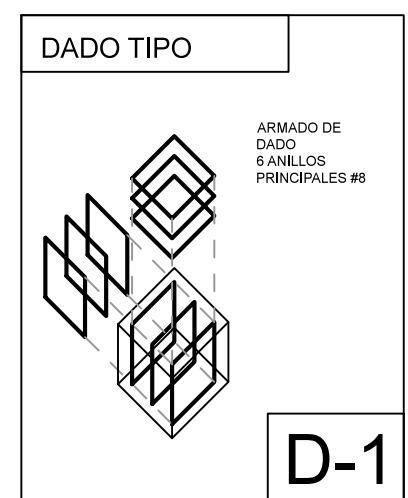 DADO TIPO
ARMADO DE
DADO
6 ANILLOS
PRINCIPALES #8
D-1